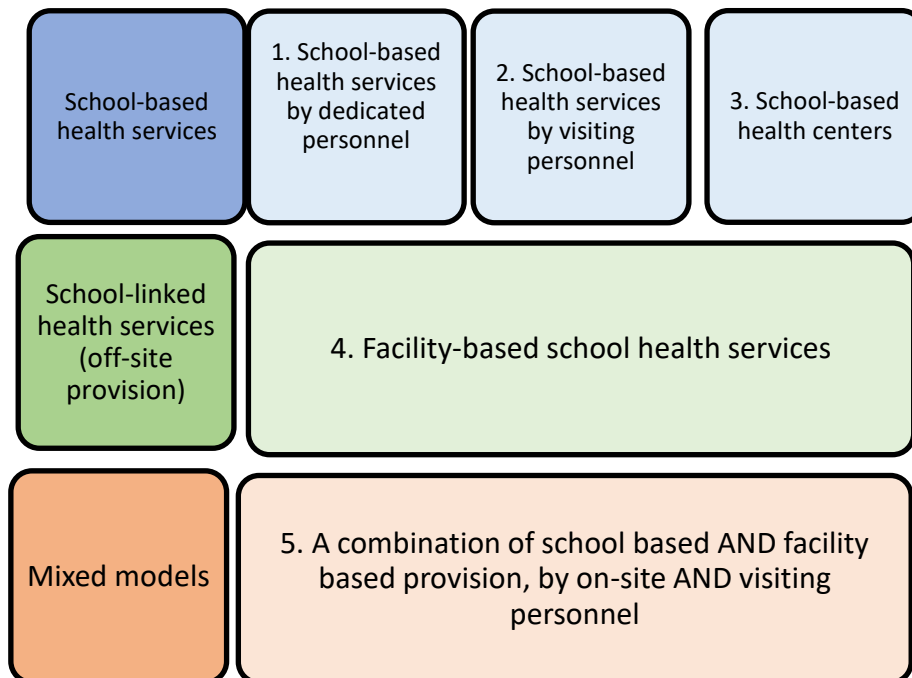 School-based
health services
1. School-based
health services
by dedicated
personnel
2. School-based
health services
by visiting
personnel
3. School-based
health centers
School-linked
health services
(off-site
provision)
4. Facility-based school health services
Mixed models
5. A combination of school based AND facility
based provision, by on-site AND visiting
personnel